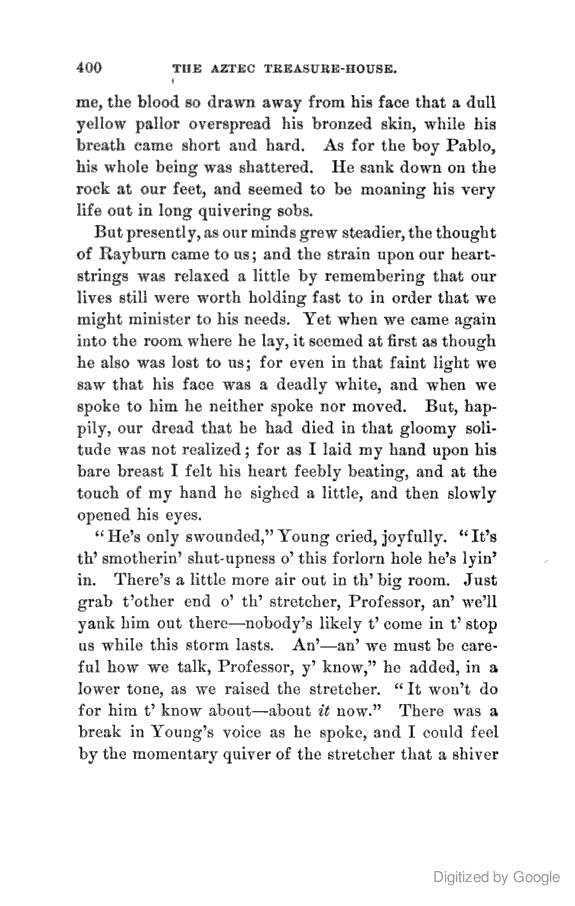 400 THE AZTEC TREASURE-HOUSE.
me, the blood so drawn away from his face that a dull
yellow pallor overspread his bronzed skin, while his
breath came short and hard. As for the boy Pablo,
his whole being was shattered. He sank down on the
rock at our feet, and seemed to be moaning his very
life out in long quivering sobs.
But presently, as our minds grew steadier, the thought
of Rayburn came to us; and the strain upon our heart-
strings was relaxed a little by remembering that our
lives still were worth holding fast to in order that we
might minister to his needs. Yet when we came again
into the room where he lay, it seemed at first as though
he also was lost to us; for even in that faint light we
saw that his face was a deadly white, and when we
spoke to him he neither spoke nor moved. But, hap-
pily, our dread that he had died in that gloomy soli-
tude was not realized; for as I laid my hand upon his
bare breast I felt his heart feebly beating, and at the
touch of my hand he sighed a little, and then slowly
opened his eyes.
"He's only swounded," Young cried, joyfully. "It's
th' smotherin' shut-upness o' this forlorn hole he's lyin'
in. There's a little more air out in th' big room. Just
grab t'other end o' th' stretcher, Professor, an' we'll
yank him out there—nobody's likely t' come in t' stop
us while this storm lasts. An'—an' we must be care-
ful how we talk, Professor, y' know," he added, in a
lower tone, as we raised the stretcher. "It won't do
for him t' know about—about it now." There was a
break in Young's voice as he spoke, and I could feel
by the momentary quiver of the stretcher that a shiver
Digitized by Google